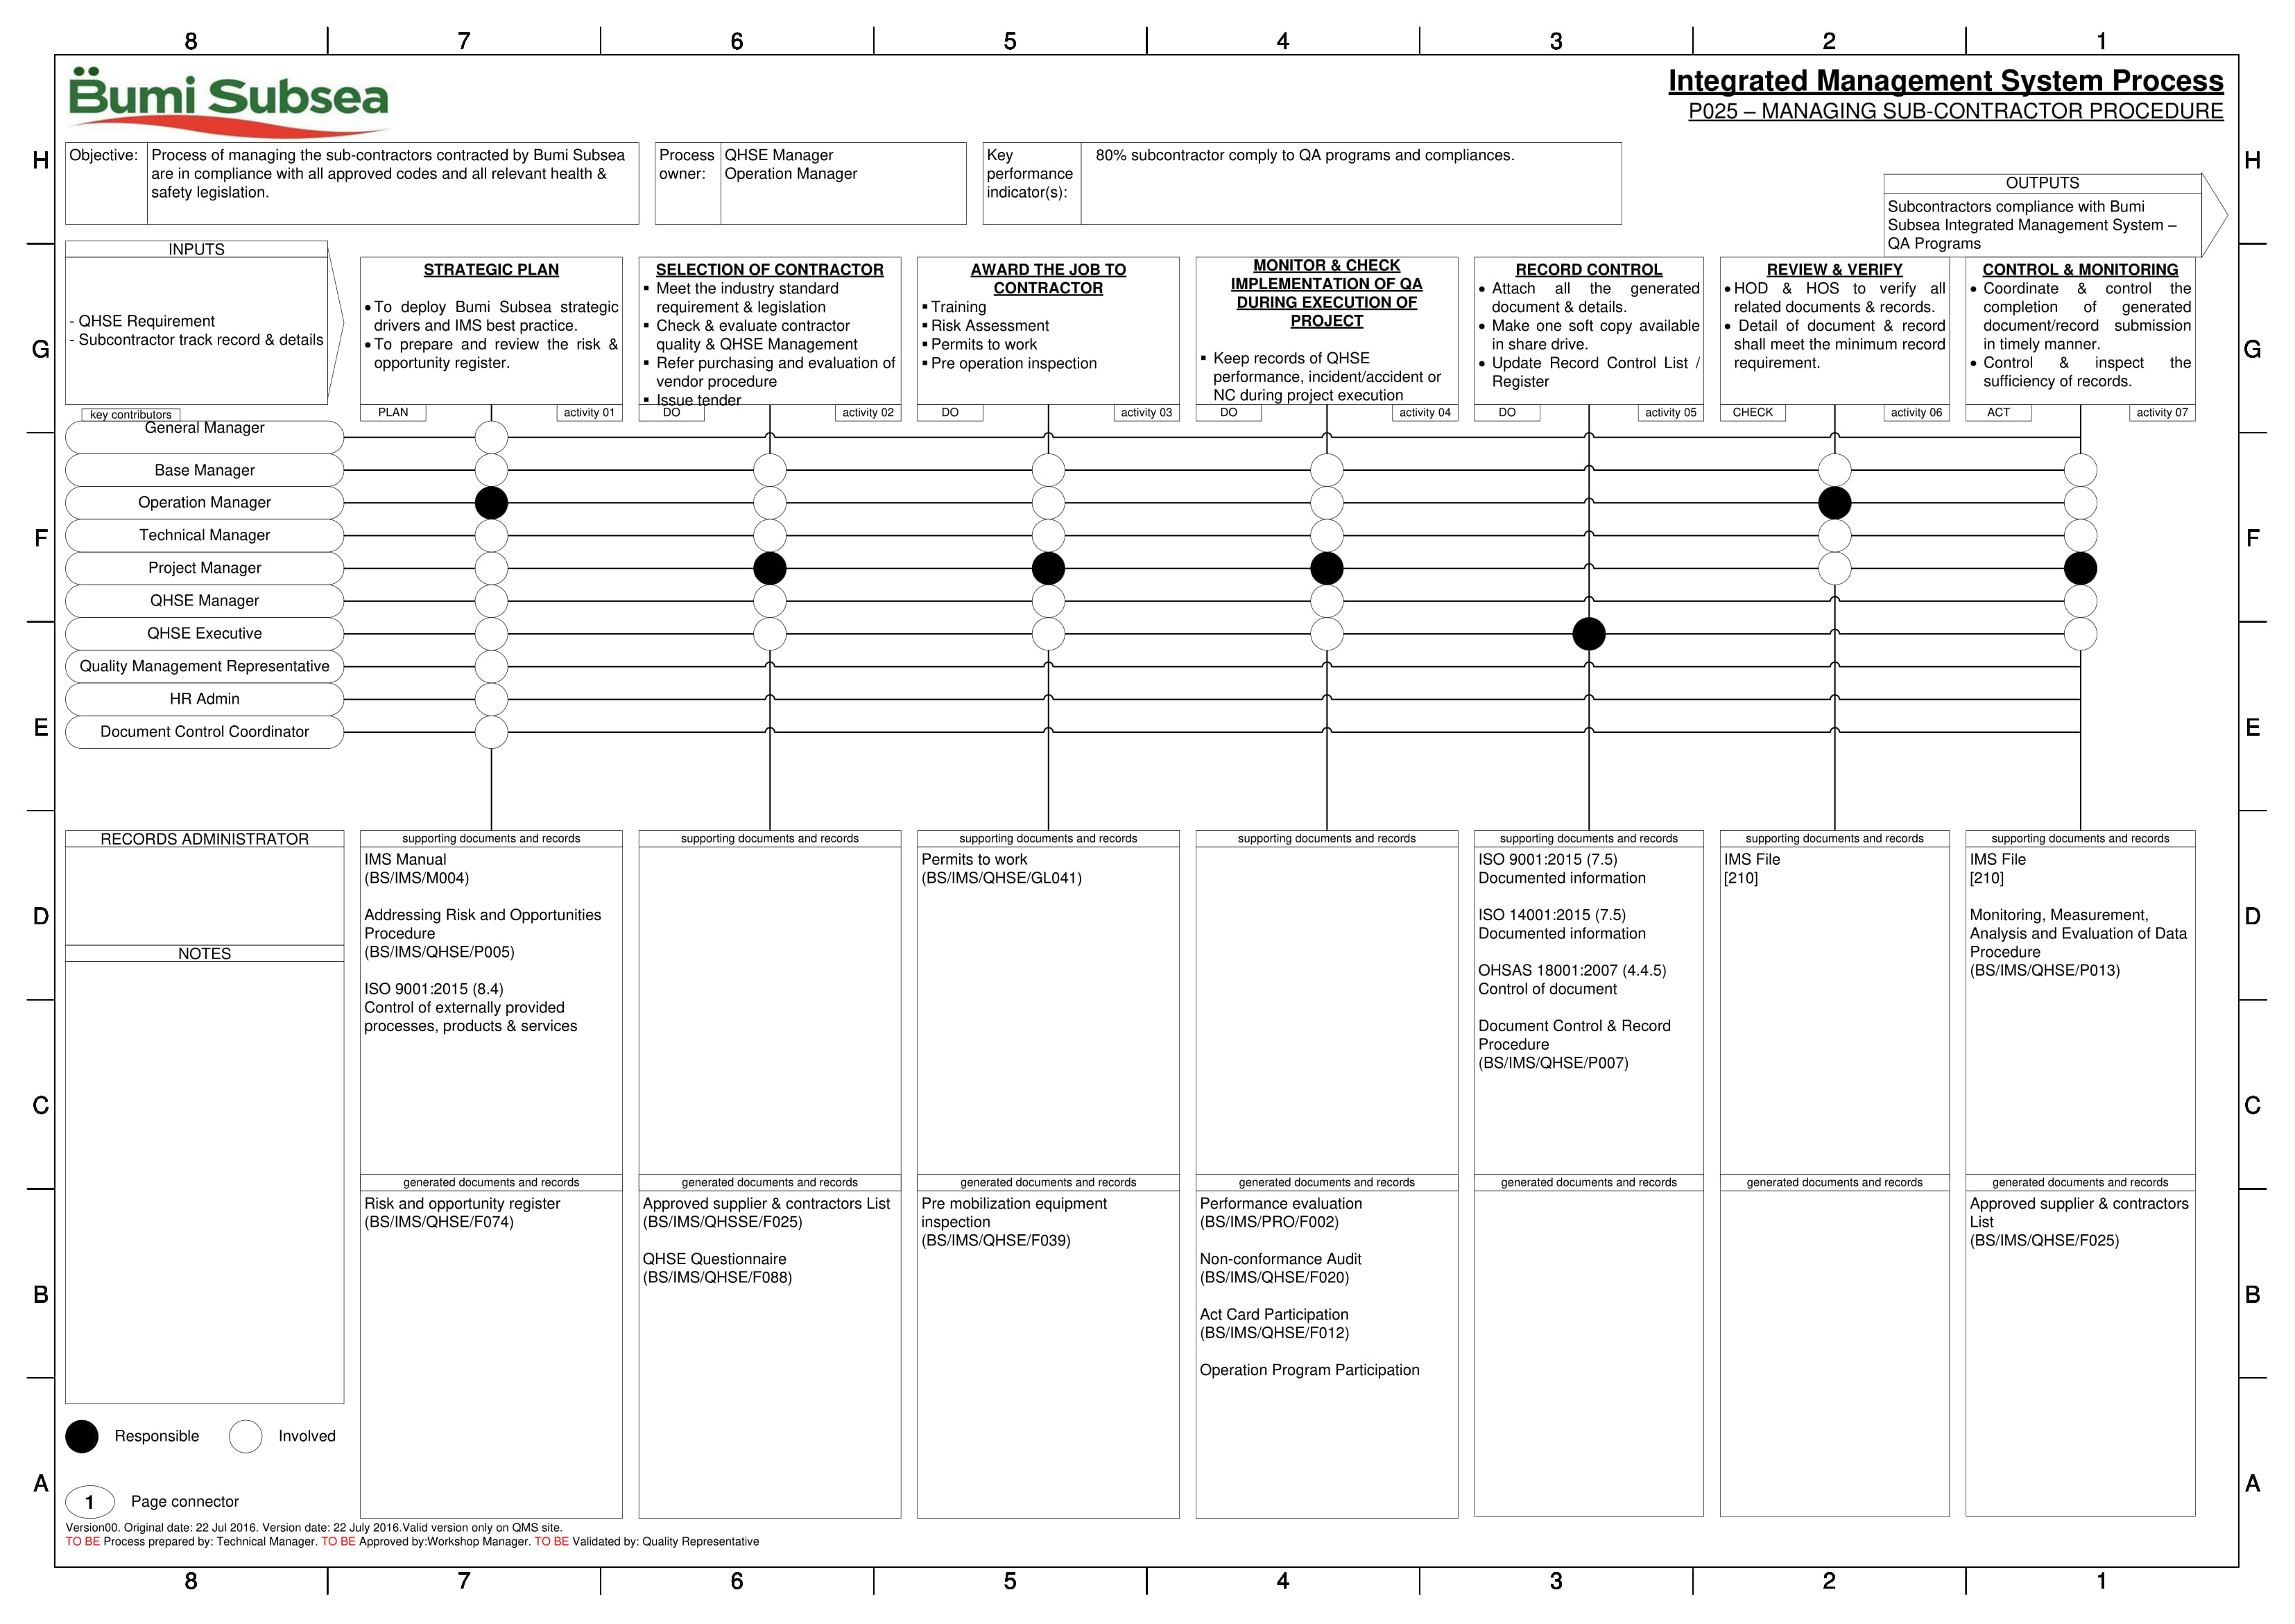 8 7 6 5 4 3 2 1
Bumi Subsea
Integrated Management System Process
P025 – MANAGING SUB-CONTRACTOR PROCEDURE
H H
Objective:
Process of managing the sub-contractors contracted by Bumi Subsea
are in compliance with all approved codes and all relevant health &
safety legislation.
Process
owner:
QHSE Manager
Operation Manager
Key
performance
indicator(s):
80% subcontractor comply to QA programs and compliances.
OUTPUTS
Subcontractors compliance with Bumi
Subsea Integrated Management System –
QA Programs
INPUTS
- QHSE Requirement
- Subcontractor track record & details
G G
STRATEGIC PLAN
• To deploy Bumi Subsea strategic
drivers and IMS best practice.
• To prepare and review the risk &
opportunity register.
PLAN
activity 01
SELECTION OF CONTRACTOR
▪ Meet the industry standard
requirement & legislation
▪ Check & evaluate contractor
quality & QHSE Management
▪ Refer purchasing and evaluation of
vendor procedure
▪ Issue tender
DO
activity 02
AWARD THE JOB TO
CONTRACTOR
▪ Training
▪ Risk Assessment
▪ Permits to work
▪ Pre operation inspection
DO
activity 03
MONITOR & CHECK
IMPLEMENTATION OF QA
DURING EXECUTION OF
PROJECT
▪ Keep records of QHSE
performance, incident/accident or
NC during project execution
DO
activity 04
RECORD CONTROL
• Attach all the generated
document & details.
• Make one soft copy available
in share drive.
• Update Record Control List /
Register
DO
activity 05
REVIEW & VERIFY
• HOD & HOS to verify all
related documents & records.
• Detail of document & record
shall meet the minimum record
requirement.
CHECK
activity 06
CONTROL & MONITORING
• Coordinate & control the
completion of generated
document/record submission
in timely manner.
• Control & inspect the
sufficiency of records.
ACT
activity 07
key contributors
General Manager
Base Manager
Operation Manager
F F
Technical Manager
Project Manager
QHSE Manager
QHSE Executive
Quality Management Representative
HR Admin
E E
Document Control Coordinator
RECORDS ADMINISTRATOR
D D
NOTES
supporting documents and records
IMS Manual
(BS/IMS/M004)
Addressing Risk and Opportunities
Procedure
(BS/IMS/QHSE/P005)
ISO 9001:2015 (8.4)
Control of externally provided
processes, products & services
supporting documents and records
supporting documents and records
Permits to work
(BS/IMS/QHSE/GL041)
supporting documents and records
supporting documents and records
ISO 9001:2015 (7.5)
Documented information
ISO 14001:2015 (7.5)
Documented information
OHSAS 18001:2007 (4.4.5)
Control of document
Document Control & Record
Procedure
(BS/IMS/QHSE/P007)
supporting documents and records
IMS File
[210]
supporting documents and records
IMS File
[210]
Monitoring, Measurement,
Analysis and Evaluation of Data
Procedure
(BS/IMS/QHSE/P013)
C C
generated documents and records
Risk and opportunity register
(BS/IMS/QHSE/F074)
generated documents and records
Approved supplier & contractors List
(BS/IMS/QHSSE/F025)
QHSE Questionnaire
(BS/IMS/QHSE/F088)
generated documents and records
Pre mobilization equipment
inspection
(BS/IMS/QHSE/F039)
generated documents and records
Performance evaluation
(BS/IMS/PRO/F002)
Non-conformance Audit
(BS/IMS/QHSE/F020)
Act Card Participation
(BS/IMS/QHSE/F012)
Operation Program Participation
generated documents and records
generated documents and records
generated documents and records
Approved supplier & contractors
List
(BS/IMS/QHSE/F025)
B B
Responsible
Involved
A A
1 Page connector
Version00. Original date: 22 Jul 2016. Version date: 22 July 2016.Valid version only on QMS site.
TO BE Process prepared by: Technical Manager. TO BE Approved by:Workshop Manager. TO BE Validated by: Quality Representative
8 7 6 5 4 3 2 1